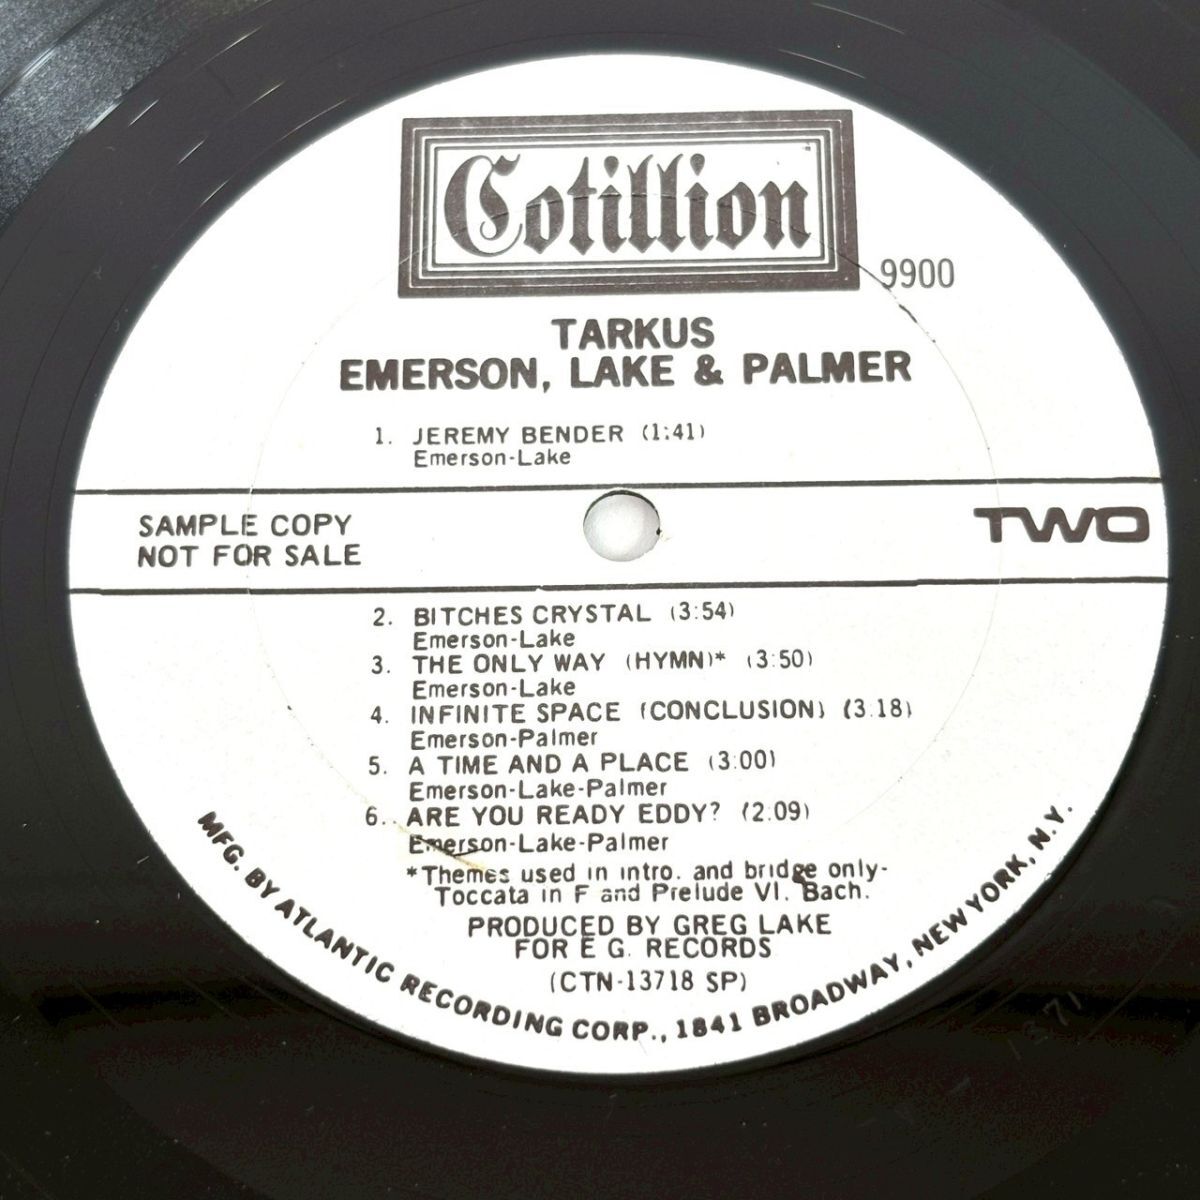 Cotillion
9900
TARKUS
EMERSON, LAKE & PALMER
1. JEREMY BENDER (1:41)
Emerson-Lake
SAMPLE COPY
NOT FOR SALE
TWO
2. BITCHES CRYSTAL (3:54)
Emerson-Lake
3. THE ONLY WAY (HYMN)* (3:50)
Emerson-Lake
4. INFINITE SPACE (CONCLUSION) (3:18)
Emerson-Palmer
5. A TIME AND A PLACE (3:00)
Emerson-Lake-Palmer
6. ARE YOU READY EDDY? (2:09)
Emerson-Lake-Palmer
*Themes used in intro. and bridge only-
Toccata in F and Prelude VI. Bach.
PRODUCED BY GREG LAKE
FOR E.G. RECORDS
(CTN-13718 SP)
MFG. BY ATLANTIC RECORDING CORP., 1841 BROADWAY, NEW YORK, N.Y.
71